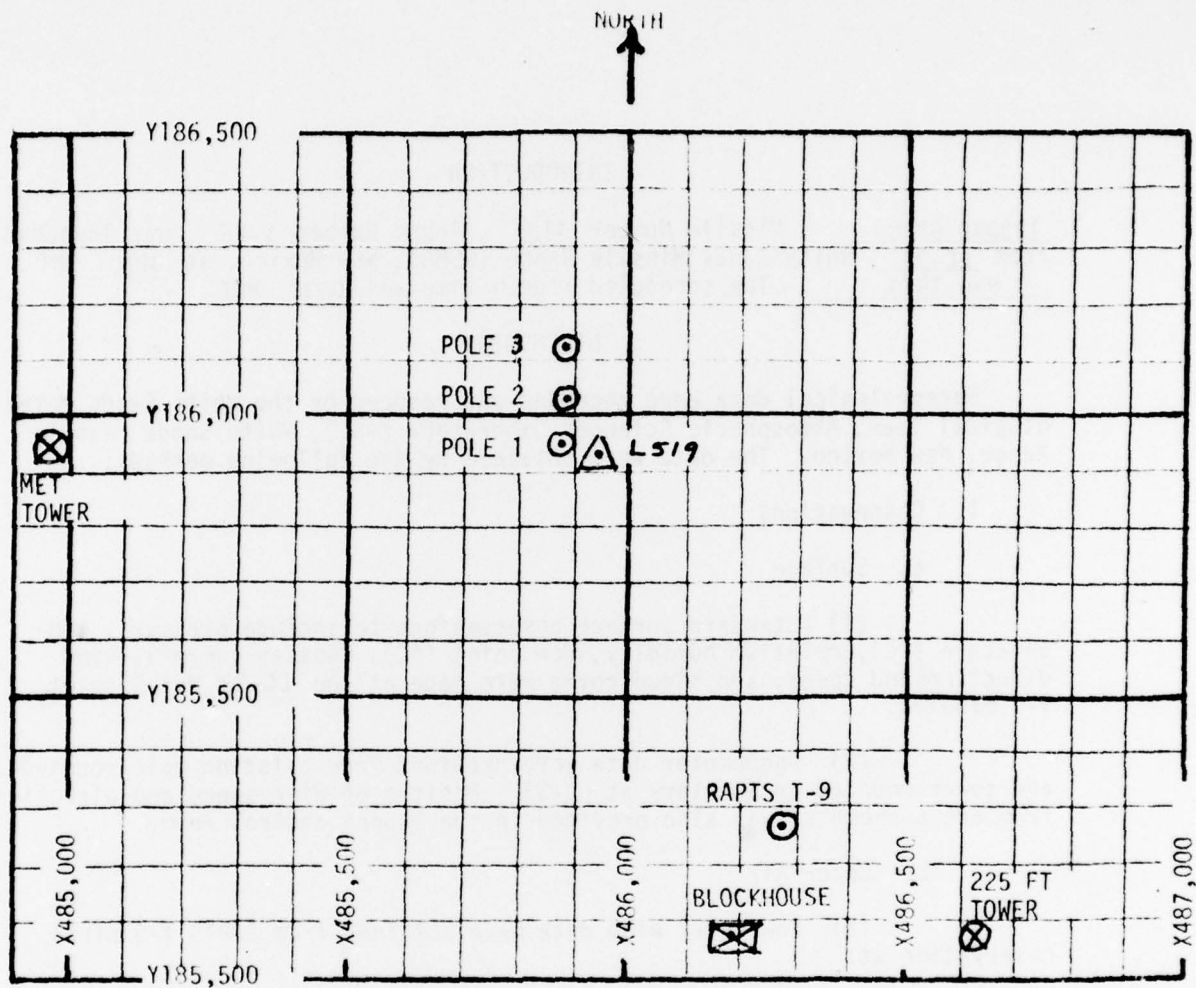 NORTH
Y186,500
POLE 3
POLE 2
Y186,000
POLE 1
L519
MET
TOWER
Y185,500
RAPTS T-9
X485,000
X485,500
X486,000
X486,500
X487,000
BLOCKHOUSE
225 FT
TOWER
Y185,500